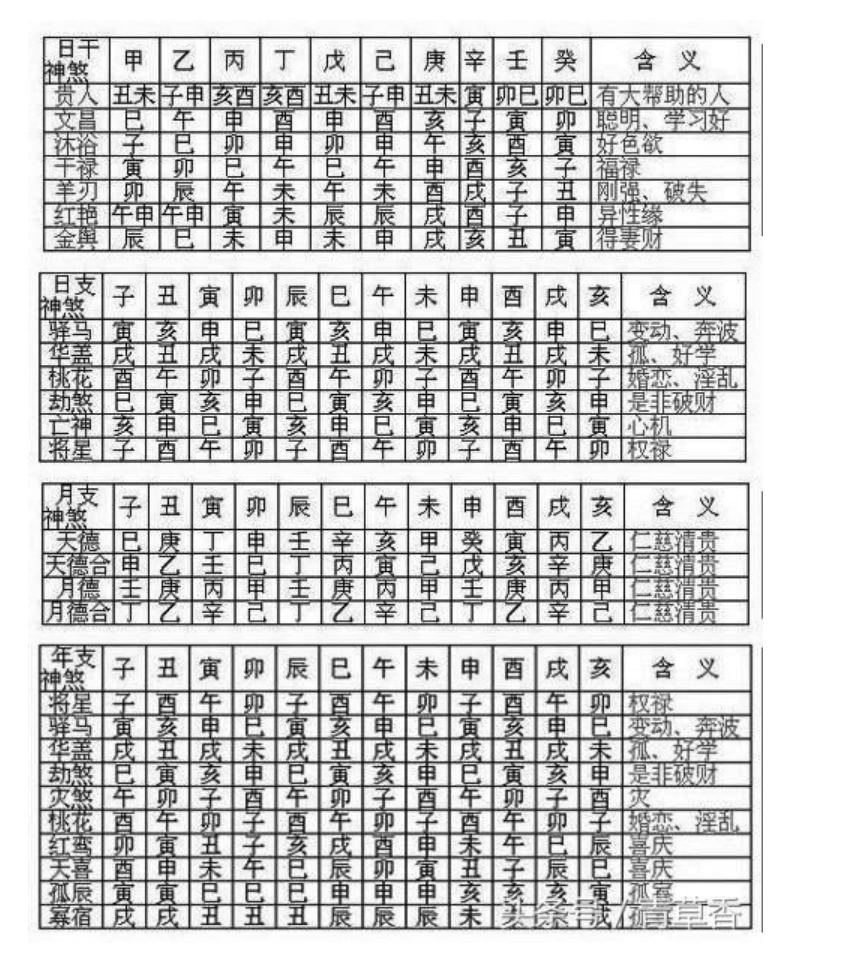 日干 甲 乙 丙 丁 戊 己 庚 辛 壬 癸 含 义
神煞
贵人 丑未 子申 亥酉 亥酉 丑未 子申 丑未 寅 卯巳 卯巳 有大帮助的人
文昌 巳 午 申 酉 申 酉 亥 子 寅 卯 聪明、学习好
沐浴 子 巳 卯 申 卯 申 午 亥 酉 寅 好色欲
干禄 寅 卯 巳 午 巳 午 申 酉 亥 子 福禄
羊刃 卯 辰 午 未 午 未 酉 戌 子 丑 刚强、破失
红艳 午申 午申 寅 未 辰 辰 戌 酉 子 申 异性缘
金舆 辰 巳 未 申 未 申 戌 亥 丑 寅 得妻财
日支 子 丑 寅 卯 辰 巳 午 未 申 酉 戌 亥 含 义
神煞
驿马 寅 亥 申 巳 寅 亥 申 巳 寅 亥 申 巳 变动、奔波
华盖 戌 丑 戌 未 戌 丑 戌 未 戌 丑 戌 未 孤、好学
桃花 酉 午 卯 子 酉 午 卯 子 酉 午 卯 子 婚恋、淫乱
劫煞 巳 寅 亥 申 巳 寅 亥 申 巳 寅 亥 申 是非破财
亡神 亥 申 巳 寅 亥 申 巳 寅 亥 申 巳 寅 心机
将星 子 酉 午 卯 子 酉 午 卯 子 酉 午 卯 权禄
月支 子 丑 寅 卯 辰 巳 午 未 申 酉 戌 亥 含 义
神煞
天德 巳 庚 丁 申 壬 辛 亥 甲 癸 寅 丙 乙 仁慈清贵
天德合 申 乙 壬 巳 丁 丙 寅 己 戊 亥 辛 庚 仁慈清贵
月德 壬 庚 丙 甲 壬 庚 丙 甲 壬 庚 丙 甲 仁慈清贵
月德合 丁 乙 辛 己 丁 乙 辛 己 丁 乙 辛 己 仁慈清贵
年支 子 丑 寅 卯 辰 巳 午 未 申 酉 戌 亥 含 义
神煞
将星 子 酉 午 卯 子 酉 午 卯 子 酉 午 卯 权禄
驿马 寅 亥 申 巳 寅 亥 申 巳 寅 亥 申 巳 变动、奔波
华盖 戌 丑 戌 未 戌 丑 戌 未 戌 丑 戌 未 孤、好学
劫煞 巳 寅 亥 申 巳 寅 亥 申 巳 寅 亥 申 是非破财
灾煞 午 卯 子 酉 午 卯 子 酉 午 卯 子 酉 灾
桃花 酉 午 卯 子 酉 午 卯 子 酉 午 卯 子 婚恋、淫乱
红鸾 卯 寅 丑 子 亥 戌 酉 申 未 午 巳 辰 喜庆
天喜 酉 申 未 午 巳 辰 卯 寅 丑 子 辰 巳 喜庆
孤辰 寅 寅 巳 巳 巳 申 申 申 亥 亥 亥 寅 孤寡
寡宿 戌 戌 丑 丑 丑 辰 辰 辰 未 戌
头条号/清草香